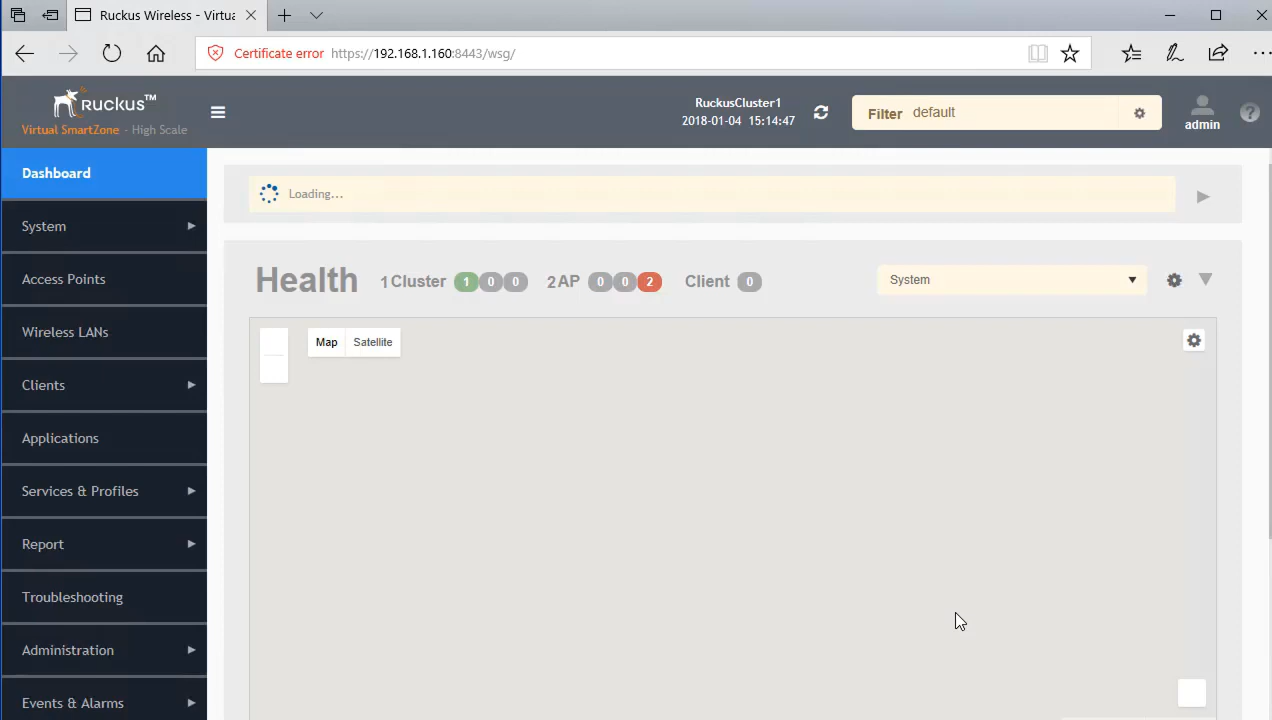 Ruckus Wireless - Virtua
Certificate error https://192.168.1.160:8443/wsg/
Ruckus™
Virtual SmartZone - High Scale
RuckusCluster1
2018-01-04 15:14:47
Filter default
admin
?
Dashboard
Loading...
System
Access Points
Health 1 Cluster 1 0 0 2 AP 0 0 2 Client 0 System
Wireless LANs
Map Satellite
Clients
Applications
Services & Profiles
Report
Troubleshooting
Administration
Events & Alarms